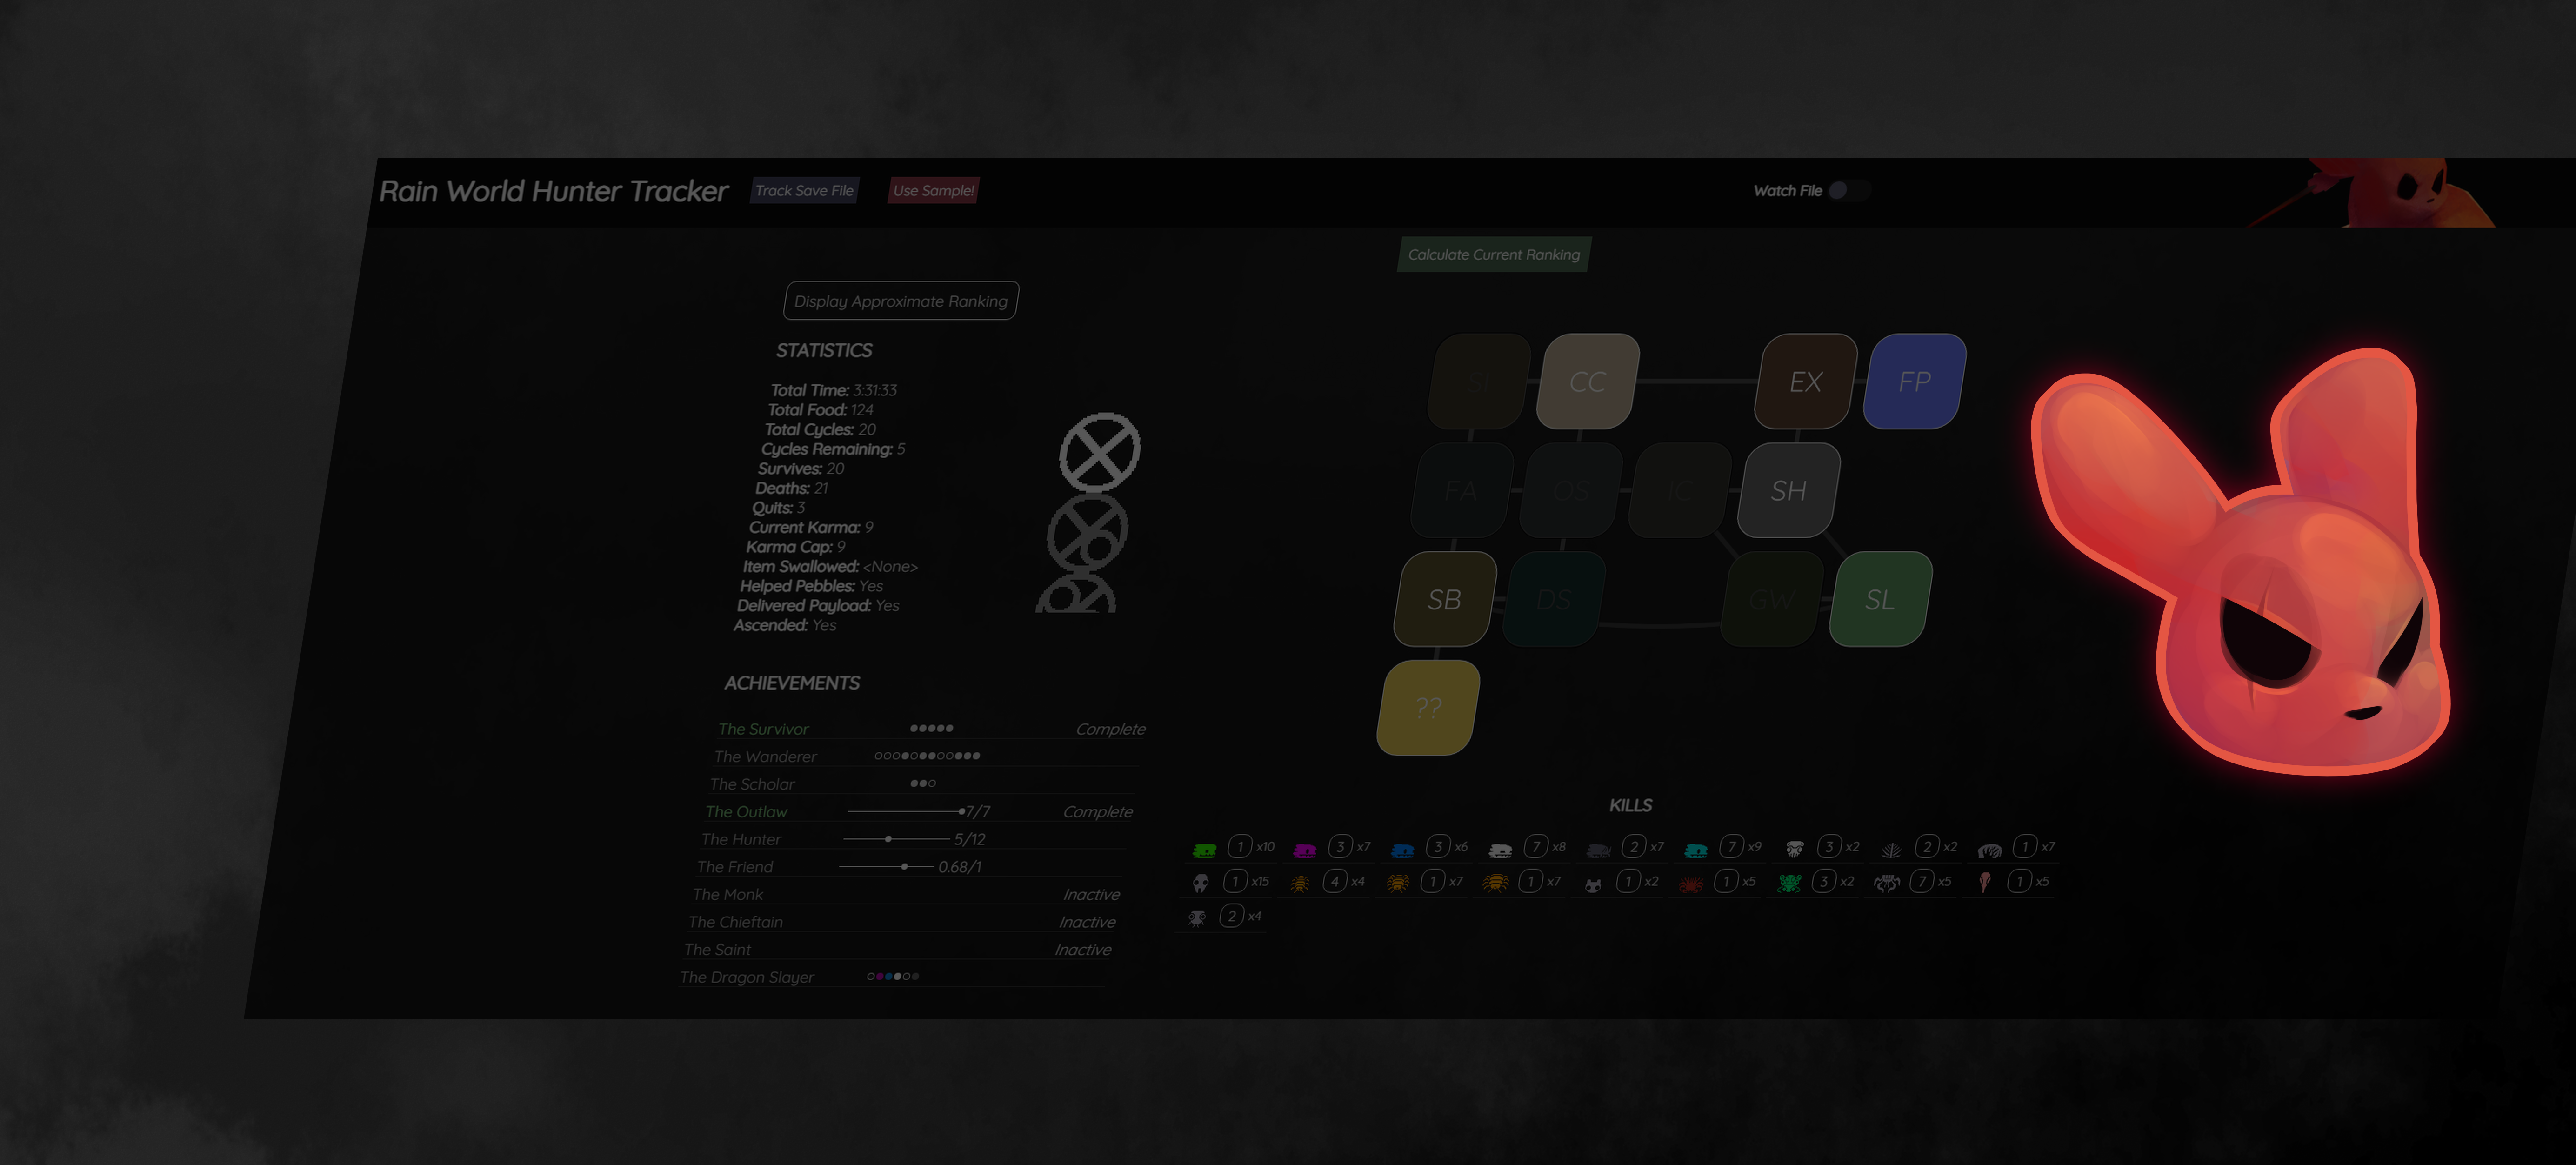 Rain World Hunter Tracker
Track Save File
Use Sample!
Watch File
Calculate Current Ranking
Display Approximate Ranking
STATISTICS
Total Time: 3:31:33
Total Food: 124
Total Cycles: 20
Cycles Remaining: 5
Survives: 20
Deaths: 21
Quits: 3
Current Karma: 9
Karma Cap: 9
Item Swallowed: <None>
Helped Pebbles: Yes
Delivered Payload: Yes
Ascended: Yes
ACHIEVEMENTS
The Survivor Complete
The Wanderer
The Scholar
The Outlaw 7/7 Complete
The Hunter 5/12
The Friend 0.68/1
The Monk Inactive
The Chieftain Inactive
The Saint Inactive
The Dragon Slayer
SI CC EX FP
FA OS IC SH
SB DS GW SL
??
KILLS
1 x10 3 x7 3 x6 7 x8 2 x7 7 x9 3 x2 2 x2 1 x7
1 x15 4 x4 1 x7 1 x7 1 x2 1 x5 3 x2 7 x5 1 x5
2 x4